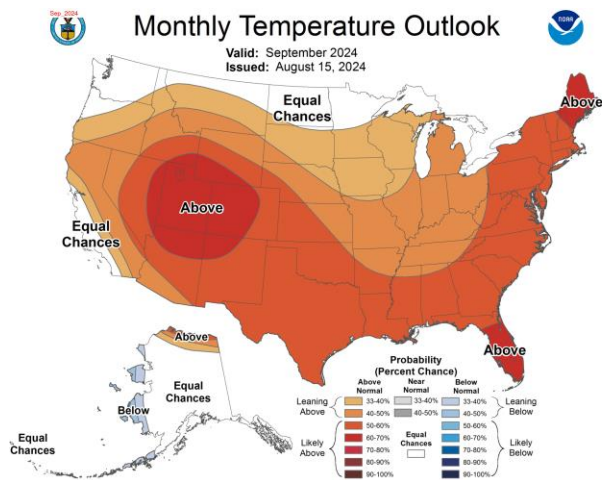 Sep_2024
Monthly Temperature Outlook
NOAA
Valid: September 2024
Issued: August 15, 2024
Equal
Chances
Above
Above
Equal
Chances
Above
Above
Equal
Chances
Below
Equal
Chances
Probability
(Percent Chance)
Above
Normal
Near
Normal
Below
Normal
Leaning
Above
33-40%
33-40%
33-40%
Leaning
Below
40-50%
40-50%
40-50%
Likely
Above
50-60%
50-60%
Likely
Below
60-70%
60-70%
70-80%
Equal
Chances
70-80%
80-90%
80-90%
90-100%
90-100%